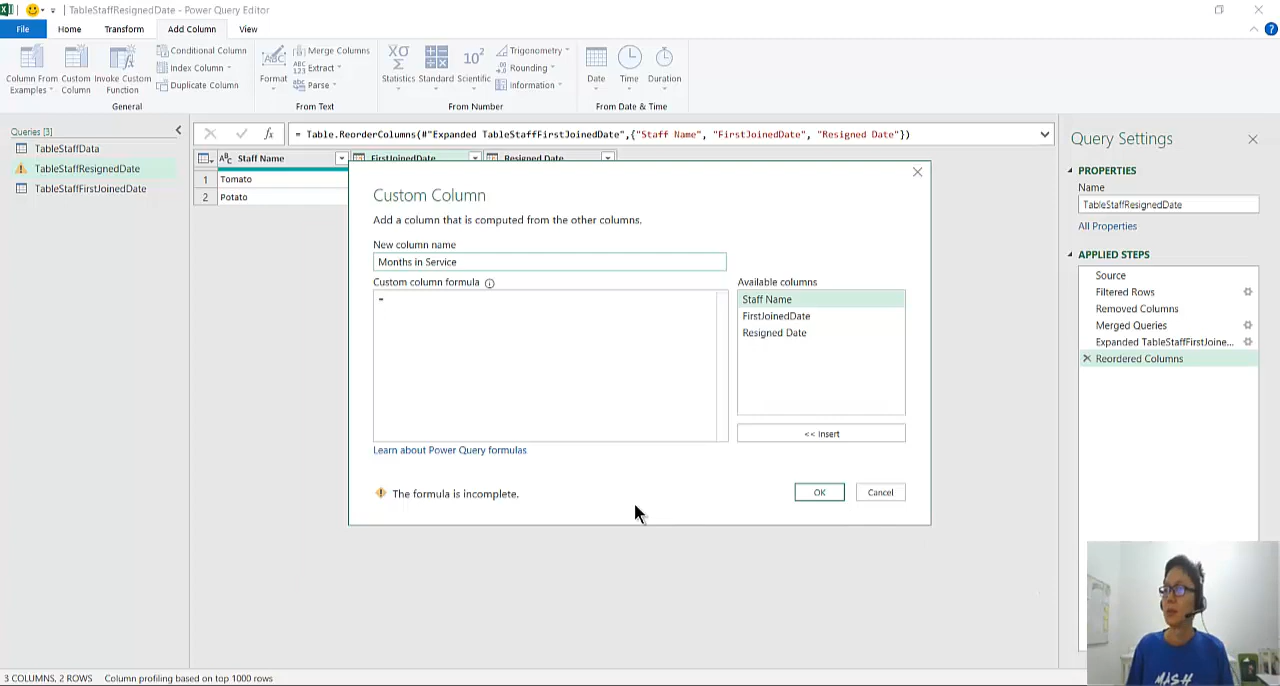 TableStaffResignedDate - Power Query Editor
File Home Transform Add Column View
Column From Examples
Custom Column
Invoke Custom Function
Conditional Column
Index Column
Duplicate Column
General
Format
Merge Columns
ABC 123 Extract
Parse
From Text
Statistics
Standard
Scientific
Trigonometry
Rounding
Information
From Number
Date
Time
Duration
From Date & Time
Queries [3]
TableStaffData
TableStaffResignedDate
TableStaffFirstJoinedDate
fx = Table.ReorderColumns(#"Expanded TableStaffFirstJoinedDate",{"Staff Name", "FirstJoinedDate", "Resigned Date"})
Staff Name FirstJoinedDate Resigned Date
1 Tomato
2 Potato
Custom Column
Add a column that is computed from the other columns.
New column name
Months in Service
Custom column formula
=
Available columns
Staff Name
FirstJoinedDate
Resigned Date
<< Insert
Learn about Power Query formulas
The formula is incomplete.
OK
Cancel
Query Settings
PROPERTIES
Name
TableStaffResignedDate
All Properties
APPLIED STEPS
Source
Filtered Rows
Removed Columns
Merged Queries
Expanded TableStaffFirstJoine...
Reordered Columns
MASH
3 COLUMNS, 2 ROWS Column profiling based on top 1000 rows